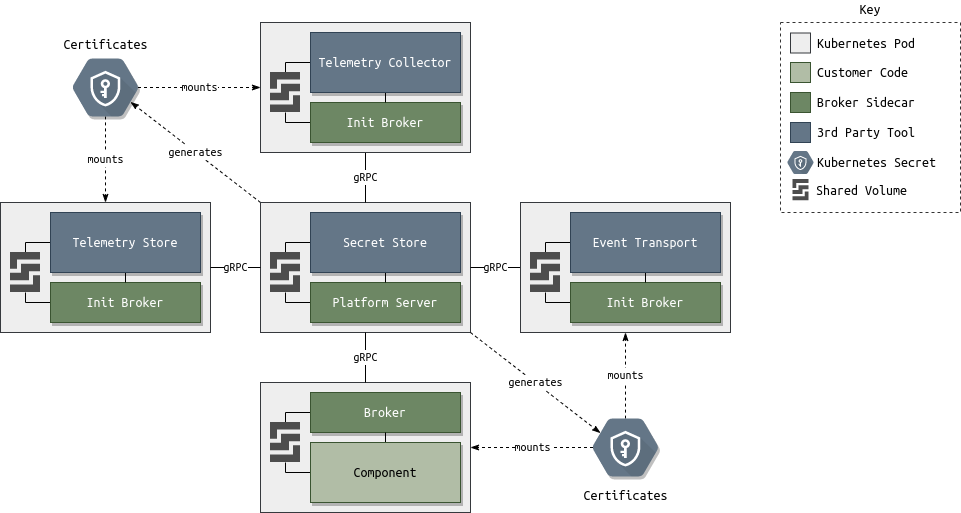 Key
Kubernetes Pod
Customer Code
Broker Sidecar
3rd Party Tool
Kubernetes Secret
Shared Volume
Certificates
mounts
mounts
generates
Telemetry Collector
Init Broker
gRPC
Telemetry Store
Init Broker
gRPC
Secret Store
Platform Server
gRPC
Event Transport
Init Broker
gRPC
generates
mounts
Broker
Component
mounts
Certificates